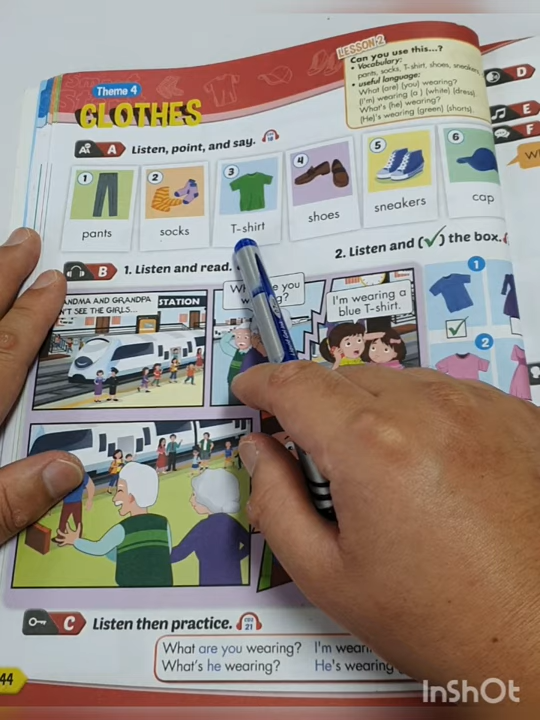 LESSON 2
Can you use this...?
• Vocabulary:
pants, socks, T-shirt, shoes, sneakers,
• useful language:
What (are) (you) wearing?
(I'm) wearing (a ) (white) (dress)
What's (he) wearing?
(He)'s wearing (green) (shorts).
Theme 4
CLOTHES
A Listen, point, and say.
1
2
3
4
5
6
pants
socks
T-shirt
shoes
sneakers
cap
D
E
F
B 1. Listen and read.
2. Listen and (✓) the box.
STATION
I'm wearing a
blue T-shirt.
1
2
C Listen then practice.
21
What are you wearing? I'm
What's he wearing? He's wearing
44
InShOt